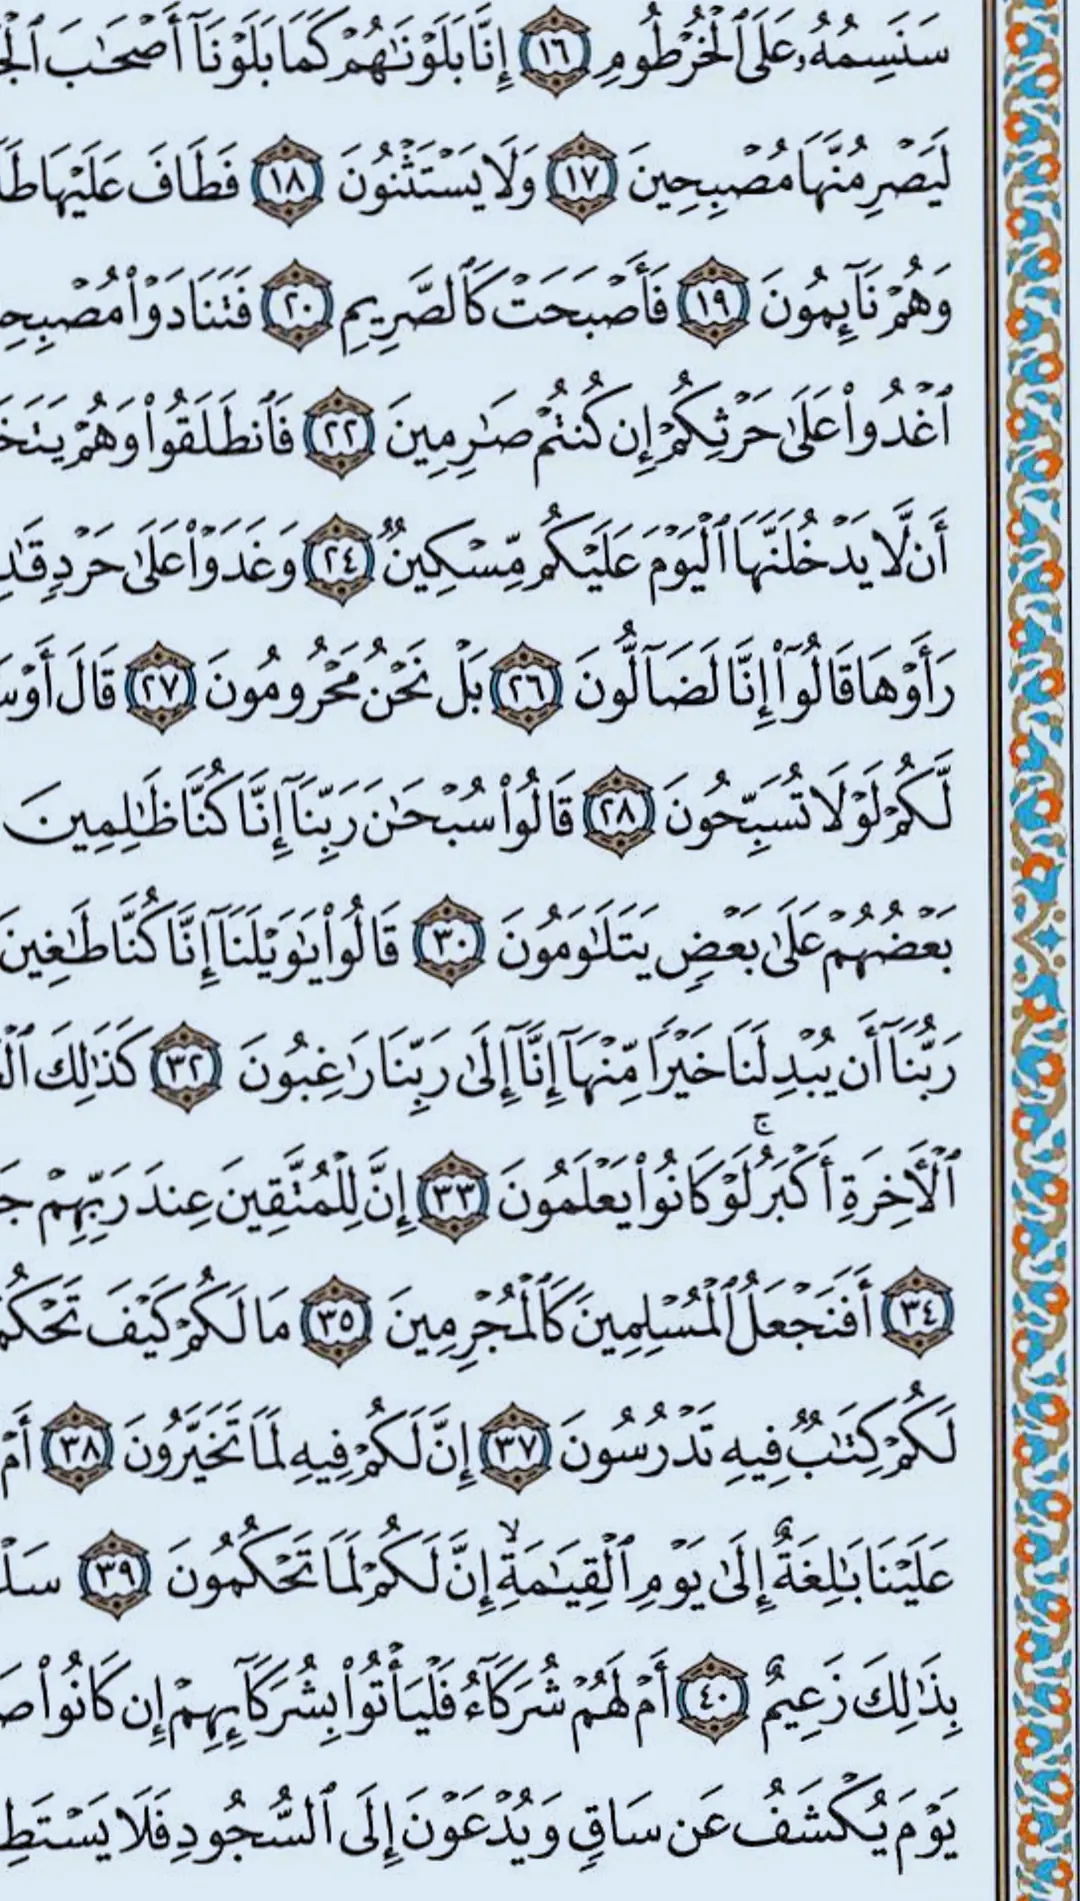 سَنَسِمُهُۥ عَلَى ٱلْخُرْطُومِ ١٦ إِنَّا بَلَوْنَـٰهُمْ كَمَا بَلَوْنَآ أَصْحَـٰبَ
لَيَصْرِمُنَّهَا مُصْبِحِينَ ١٧ وَلَا يَسْتَثْنُونَ ١٨ فَطَافَ عَلَيْهَا
وَهُمْ نَآئِمُونَ ١٩ فَأَصْبَحَتْ كَٱلصَّرِيمِ ٢٠ فَتَنَادَوْا۟
ٱغْدُوا۟ عَلَىٰ حَرْثِكُمْ إِن كُنتُمْ صَـٰرِمِينَ ٢٢ فَٱنطَلَقُوا۟ وَهُمْ
أَن لَّا يَدْخُلَنَّهَا ٱلْيَوْمَ عَلَيْكُم مِّسْكِينٌ ٢٤ وَغَدَوْا۟ عَلَىٰ حَرْدٍ
رَأَوْهَا قَالُوٓا۟ إِنَّا لَضَآلُّونَ ٢٦ بَلْ نَحْنُ مَحْرُومُونَ ٢٧ قَالَ
لَّكُمْ لَوْلَا تُسَبِّحُونَ ٢٨ قَالُوا۟ سُبْحَـٰنَ رَبِّنَآ إِنَّا كُنَّا ظَـٰلِمِينَ
بَعْضُهُمْ عَلَىٰ بَعْضٍ يَتَلَـٰوَمُونَ ٣٠ قَالُوا۟ يَـٰوَيْلَنَآ إِنَّا كُنَّا طَـٰغِينَ
رَبُّنَآ أَن يُبْدِلَنَا خَيْرًا مِّنْهَآ إِنَّآ إِلَىٰ رَبِّنَا رَٰغِبُونَ ٣٢ كَذَٰلِكَ
ٱلْـَٔاخِرَةِ أَكْبَرُ ۚ لَوْ كَانُوا۟ يَعْلَمُونَ ٣٣ إِنَّ لِلْمُتَّقِينَ عِندَ رَبِّهِمْ
٣٤ أَفَنَجْعَلُ ٱلْمُسْلِمِينَ كَٱلْمُجْرِمِينَ ٣٥ مَا لَكُمْ كَيْفَ
لَكُمْ كِتَـٰبٌ فِيهِ تَدْرُسُونَ ٣٧ إِنَّ لَكُمْ فِيهِ لَمَا تَخَيَّرُونَ ٣٨ أَمْ
عَلَيْنَا بَـٰلِغَةٌ إِلَىٰ يَوْمِ ٱلْقِيَـٰمَةِ ۙ إِنَّ لَكُمْ لَمَا تَحْكُمُونَ ٣٩
بِذَٰلِكَ زَعِيمٌ ٤٠ أَمْ لَهُمْ شُرَكَآءُ فَلْيَأْتُوا۟ بِشُرَكَآئِهِمْ إِن كَانُوا۟
يَوْمَ يُكْشَفُ عَن سَاقٍ وَيُدْعَوْنَ إِلَى ٱلسُّجُودِ فَلَا